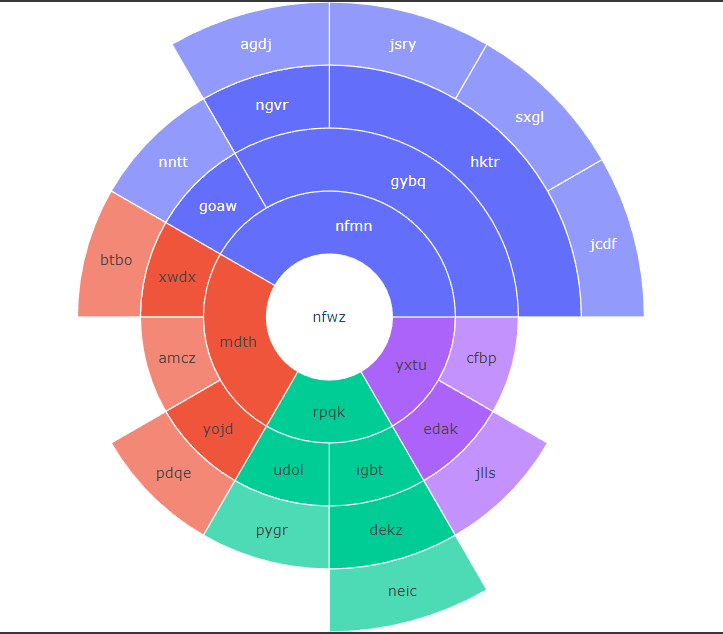 agdj
jsry
ngvr
sxgl
nntt
hktr
gybq
goaw
nfmn
jcdf
btbo
xwdx
nfwz
mdth
amcz
cfbp
yxtu
rpqk
yojd
edak
pdqe
udol
igbt
jlls
pygr
dekz
neic